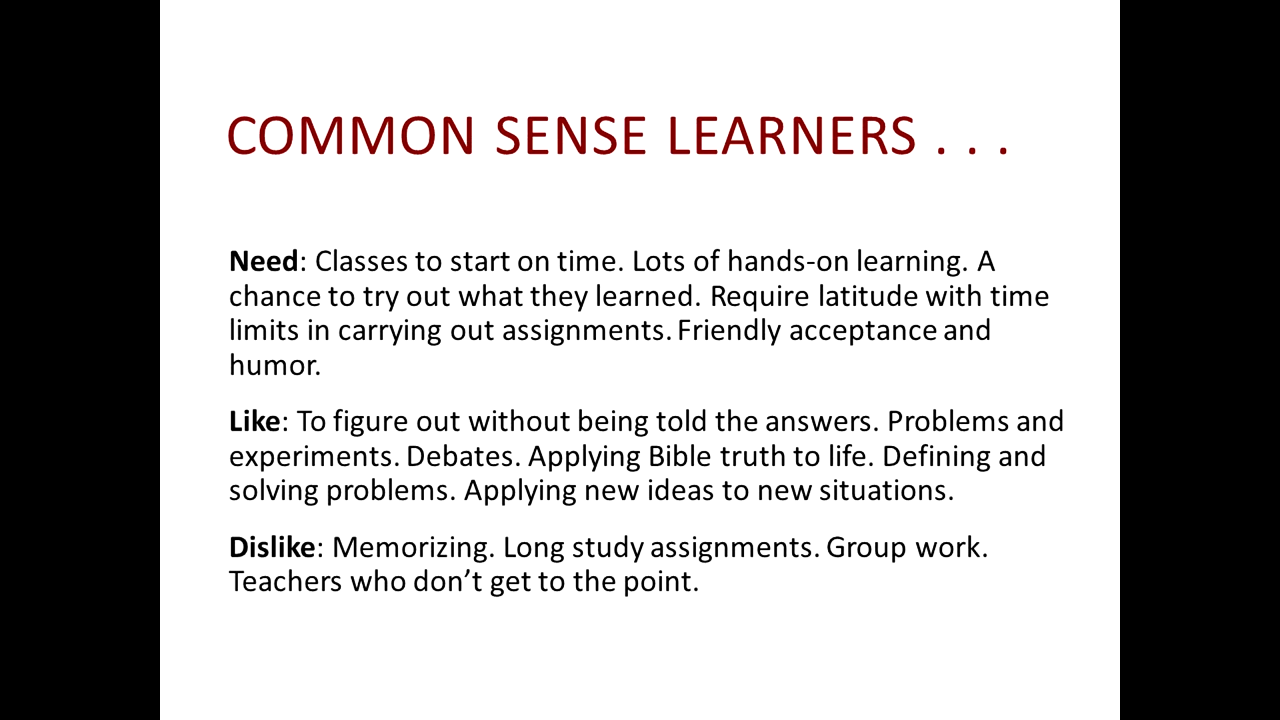 COMMON SENSE LEARNERS . . .
Need: Classes to start on time. Lots of hands-on learning. A
chance to try out what they learned. Require latitude with time
limits in carrying out assignments. Friendly acceptance and
humor.
Like: To figure out without being told the answers. Problems and
experiments. Debates. Applying Bible truth to life. Defining and
solving problems. Applying new ideas to new situations.
Dislike: Memorizing. Long study assignments. Group work.
Teachers who don’t get to the point.